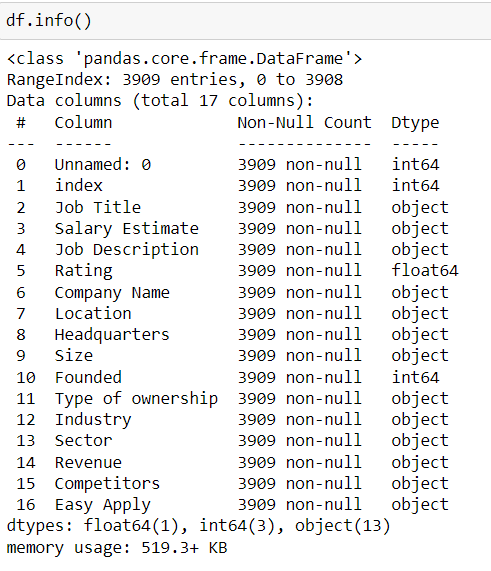 df.info()
<class 'pandas.core.frame.DataFrame'>
RangeIndex: 3909 entries, 0 to 3908
Data columns (total 17 columns):
 #   Column             Non-Null Count  Dtype
---  ------             --------------  -----
 0   Unnamed: 0         3909 non-null   int64
 1   index              3909 non-null   int64
 2   Job Title          3909 non-null   object
 3   Salary Estimate    3909 non-null   object
 4   Job Description    3909 non-null   object
 5   Rating             3909 non-null   float64
 6   Company Name       3909 non-null   object
 7   Location           3909 non-null   object
 8   Headquarters       3909 non-null   object
 9   Size               3909 non-null   object
 10  Founded            3909 non-null   int64
 11  Type of ownership  3909 non-null   object
 12  Industry           3909 non-null   object
 13  Sector             3909 non-null   object
 14  Revenue            3909 non-null   object
 15  Competitors        3909 non-null   object
 16  Easy Apply         3909 non-null   object
dtypes: float64(1), int64(3), object(13)
memory usage: 519.3+ KB